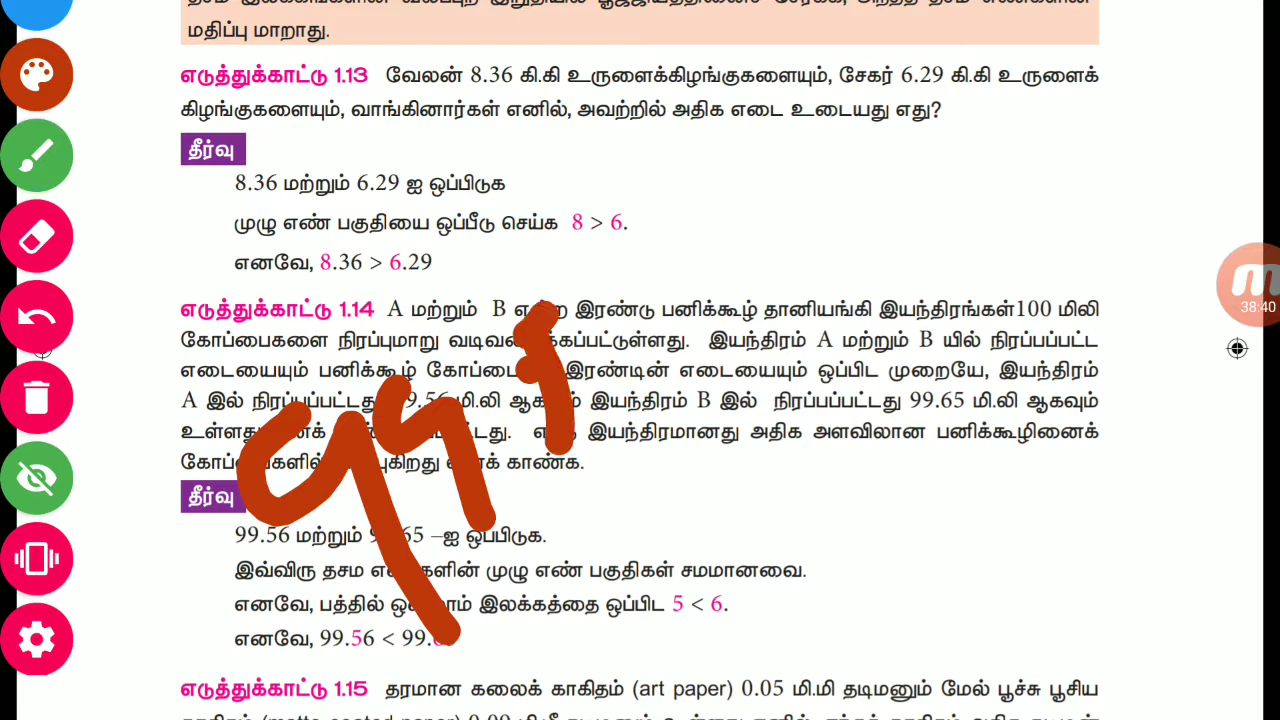 மதிப்பு மாறாது.
எடுத்துக்காட்டு 1.13 வேலன் 8.36 கி.கி உருளைக்கிழங்குகளையும், சேகர் 6.29 கி.கி உருளைக்
கிழங்குகளையும், வாங்கினார்கள் எனில், அவற்றில் அதிக எடை உடையது எது?
தீர்வு
8.36 மற்றும் 6.29 ஐ ஒப்பிடுக
முழு எண் பகுதியை ஒப்பீடு செய்க 8 > 6.
எனவே, 8.36 > 6.29
எடுத்துக்காட்டு 1.14 A மற்றும் B இரண்டு பனிக்கூழ் தானியங்கி இயந்திரங்கள்100 மிலி
கோப்பைகளை நிரப்புமாறு உள்ளது. இயந்திரம் A மற்றும் B யில் நிரப்பப்பட்ட
எடையையும் பனிக்கூழ் இரண்டின் எடையையும் ஒப்பிட முறையே, இயந்திரம்
A இல் நிரப்பப்பட்டது மி.லி இயந்திரம் B இல் நிரப்பப்பட்டது 99.65 மி.லி ஆகவும்
இயந்திரமானது அதிக அளவிலான பனிக்கூழினைக்
காண்க.
தீர்வு
99.56 மற்றும் –ஐ ஒப்பிடுக.
இவ்விரு தசம முழு எண் பகுதிகள் சமமானவை.
எனவே, பத்தில் இலக்கத்தை ஒப்பிட 5 < 6.
எனவே, 99.56 < 99.
எடுத்துக்காட்டு 1.15 தரமான கலைக் காகிதம் (art paper) 0.05 மி.மி தடிமனும் மேல் பூச்சு பூசிய
38:40